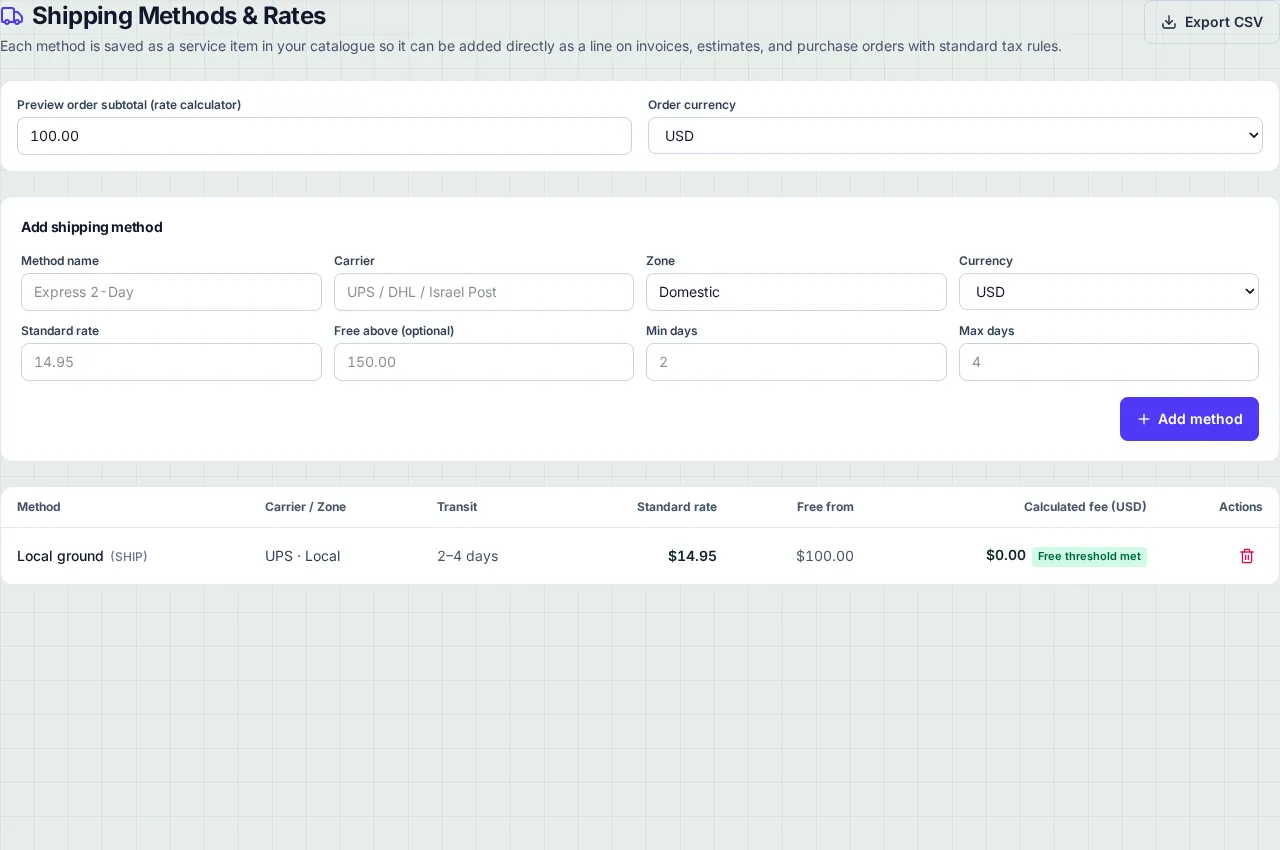 Shipping Methods & Rates
Export CSV
Each method is saved as a service item in your catalogue so it can be added directly as a line on invoices, estimates, and purchase orders with standard tax rules.
Preview order subtotal (rate calculator)
Order currency
100.00
USD
Add shipping method
Method name
Carrier
Zone
Currency
Express 2-Day
UPS / DHL / Israel Post
Domestic
USD
Standard rate
Free above (optional)
Min days
Max days
14.95
150.00
2
4
+ Add method
Method
Carrier / Zone
Transit
Standard rate
Free from
Calculated fee (USD)
Actions
Local ground (SHIP)
UPS · Local
2–4 days
$14.95
$100.00
$0.00 Free threshold met